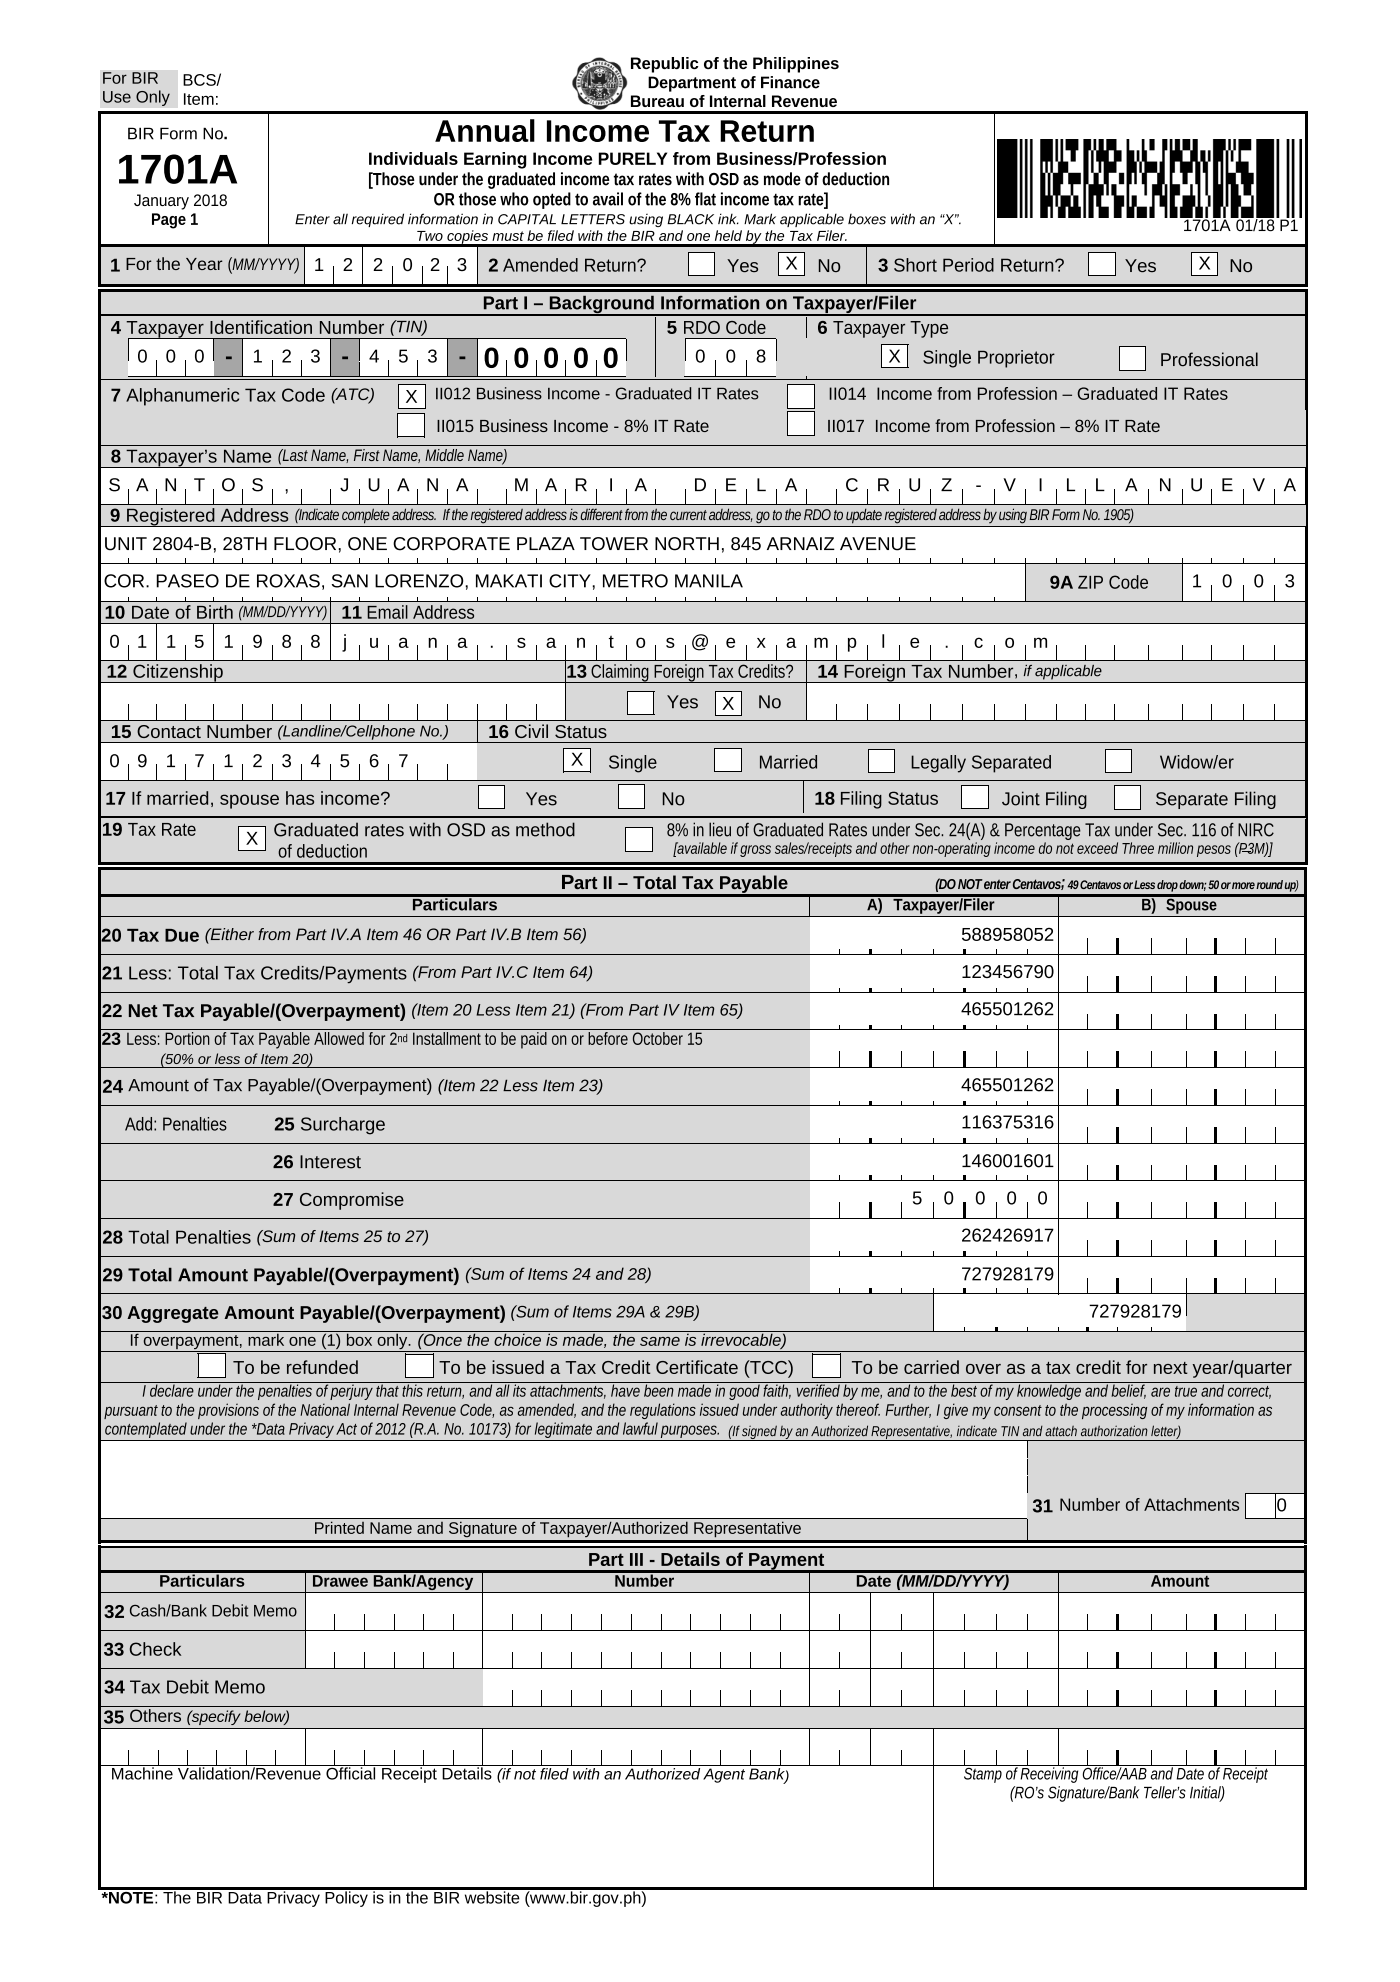 For BIR Use Only BCS/ Item:
Republic of the Philippines
Department of Finance
Bureau of Internal Revenue
BIR Form No.
1701A
January 2018
Page 1
Annual Income Tax Return
Individuals Earning Income PURELY from Business/Profession
[Those under the graduated income tax rates with OSD as mode of deduction
OR those who opted to avail of the 8% flat income tax rate]
Enter all required information in CAPITAL LETTERS using BLACK ink. Mark applicable boxes with an “X”.
Two copies must be filed with the BIR and one held by the Tax Filer.
1701A 01/18 P1
1 For the Year (MM/YYYY) 1 2 2 0 2 3 2 Amended Return? Yes X No 3 Short Period Return? Yes X No
Part I – Background Information on Taxpayer/Filer
4 Taxpayer Identification Number (TIN) 5 RDO Code 6 Taxpayer Type
0 0 0 - 1 2 3 - 4 5 3 - 0 0 0 0 0 0 0 8 X Single Proprietor Professional
7 Alphanumeric Tax Code (ATC) X II012 Business Income - Graduated IT Rates II014 Income from Profession – Graduated IT Rates
II015 Business Income - 8% IT Rate II017 Income from Profession – 8% IT Rate
8 Taxpayer’s Name (Last Name, First Name, Middle Name)
S A N T O S , J U A N A M A R I A D E L A C R U Z - V I L L A N U E V A
9 Registered Address (Indicate complete address. If the registered address is different from the current address, go to the RDO to update registered address by using BIR Form No. 1905)
UNIT 2804-B, 28TH FLOOR, ONE CORPORATE PLAZA TOWER NORTH, 845 ARNAIZ AVENUE
COR. PASEO DE ROXAS, SAN LORENZO, MAKATI CITY, METRO MANILA 9A ZIP Code 1 0 0 3
10 Date of Birth (MM/DD/YYYY) 11 Email Address
0 1 1 5 1 9 8 8 j u a n a . s a n t o s @ e x a m p l e . c o m
12 Citizenship 13 Claiming Foreign Tax Credits? 14 Foreign Tax Number, if applicable
Yes X No
15 Contact Number (Landline/Cellphone No.) 16 Civil Status
0 9 1 7 1 2 3 4 5 6 7 X Single Married Legally Separated Widow/er
17 If married, spouse has income? Yes No 18 Filing Status Joint Filing Separate Filing
19 Tax Rate X Graduated rates with OSD as method of deduction 8% in lieu of Graduated Rates under Sec. 24(A) & Percentage Tax under Sec. 116 of NIRC
[available if gross sales/receipts and other non-operating income do not exceed Three million pesos (P3M)]
Part II – Total Tax Payable (DO NOT enter Centavos; 49 Centavos or Less drop down; 50 or more round up)
Particulars A) Taxpayer/Filer B) Spouse
20 Tax Due (Either from Part IV.A Item 46 OR Part IV.B Item 56) 588958052
21 Less: Total Tax Credits/Payments (From Part IV.C Item 64) 123456790
22 Net Tax Payable/(Overpayment) (Item 20 Less Item 21) (From Part IV Item 65) 465501262
23 Less: Portion of Tax Payable Allowed for 2nd Installment to be paid on or before October 15
(50% or less of Item 20)
24 Amount of Tax Payable/(Overpayment) (Item 22 Less Item 23) 465501262
Add: Penalties 25 Surcharge 116375316
26 Interest 146001601
27 Compromise 5 0 0 0 0
28 Total Penalties (Sum of Items 25 to 27) 262426917
29 Total Amount Payable/(Overpayment) (Sum of Items 24 and 28) 727928179
30 Aggregate Amount Payable/(Overpayment) (Sum of Items 29A & 29B) 727928179
If overpayment, mark one (1) box only. (Once the choice is made, the same is irrevocable)
To be refunded To be issued a Tax Credit Certificate (TCC) To be carried over as a tax credit for next year/quarter
I declare under the penalties of perjury that this return, and all its attachments, have been made in good faith, verified by me, and to the best of my knowledge and belief, are true and correct,
pursuant to the provisions of the National Internal Revenue Code, as amended, and the regulations issued under authority thereof. Further, I give my consent to the processing of my information as
contemplated under the *Data Privacy Act of 2012 (R.A. No. 10173) for legitimate and lawful purposes. (If signed by an Authorized Representative, indicate TIN and attach authorization letter)
31 Number of Attachments 0
Printed Name and Signature of Taxpayer/Authorized Representative
Part III - Details of Payment
Particulars Drawee Bank/Agency Number Date (MM/DD/YYYY) Amount
32 Cash/Bank Debit Memo
33 Check
34 Tax Debit Memo
35 Others (specify below)
Machine Validation/Revenue Official Receipt Details (if not filed with an Authorized Agent Bank) Stamp of Receiving Office/AAB and Date of Receipt
(RO’s Signature/Bank Teller’s Initial)
*NOTE: The BIR Data Privacy Policy is in the BIR website (www.bir.gov.ph)